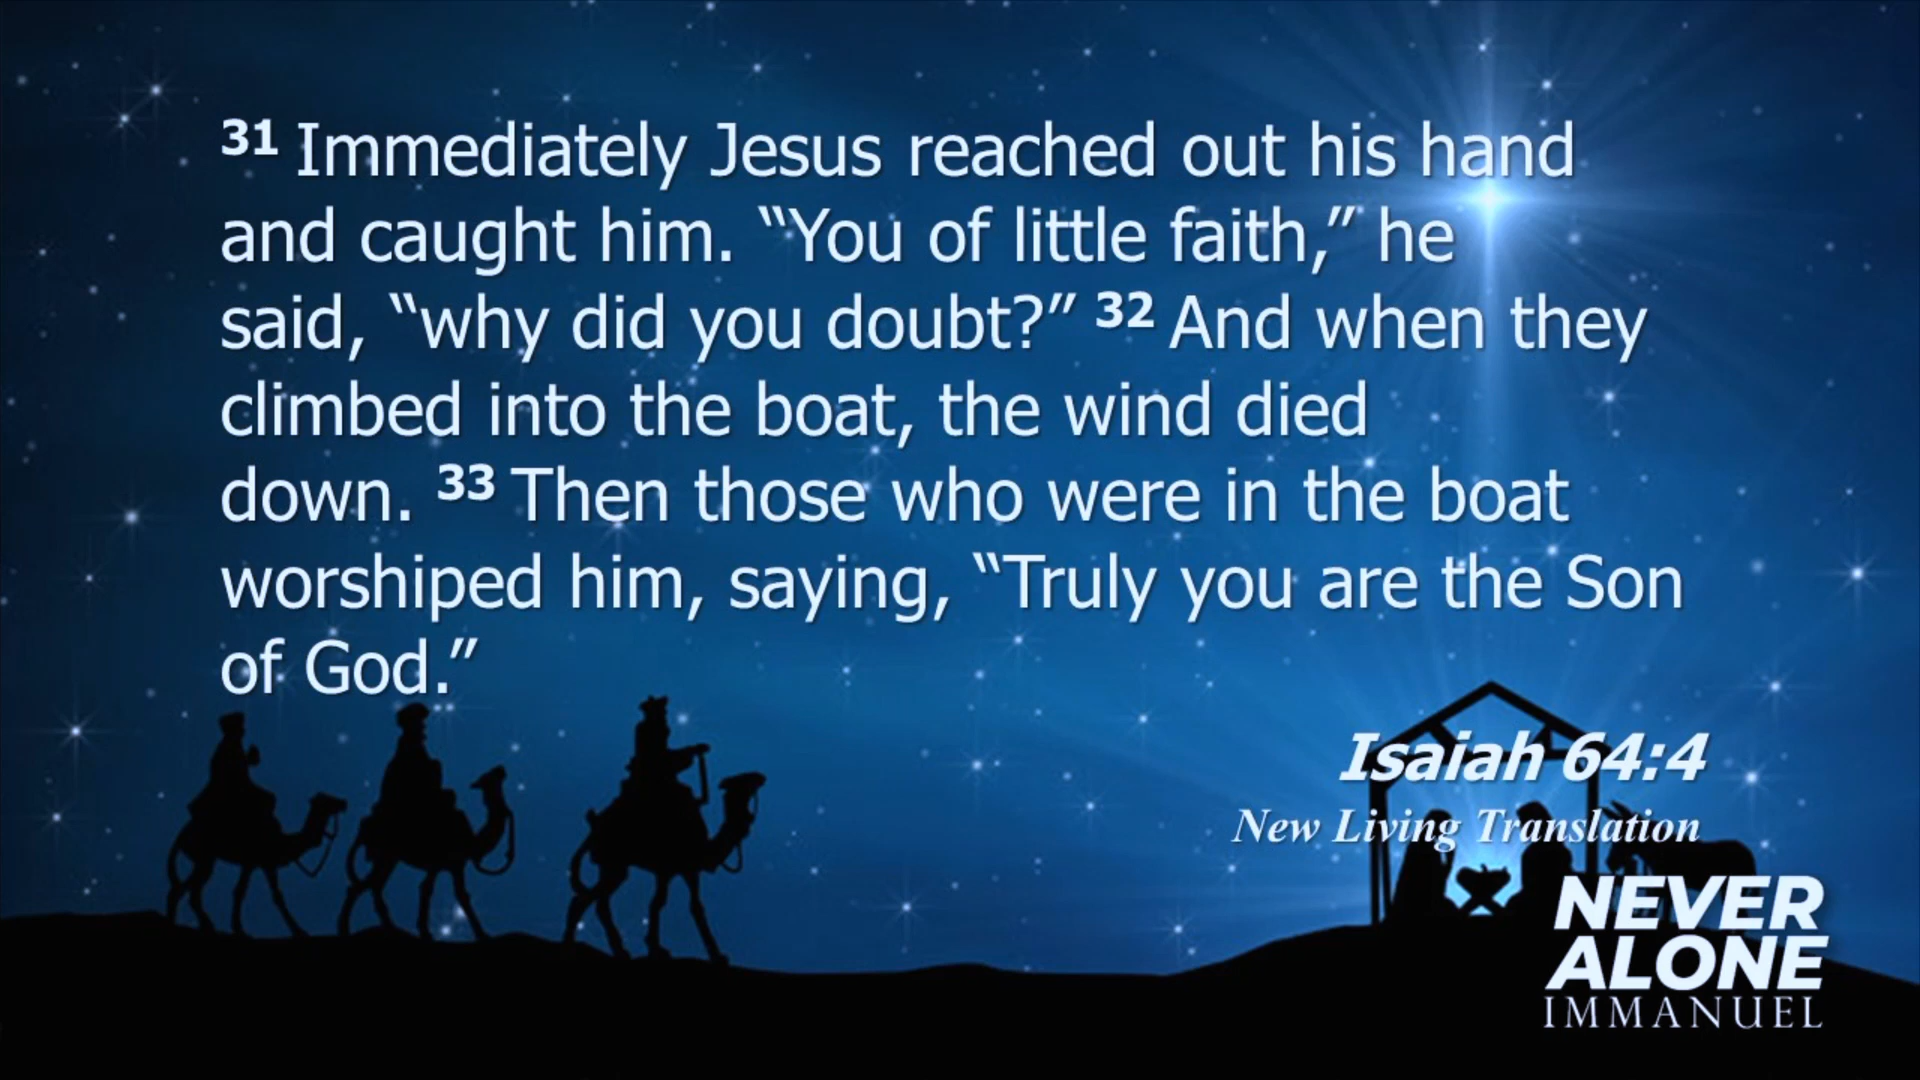 31 Immediately Jesus reached out his hand
and caught him. “You of little faith,” he
said, “why did you doubt?” 32 And when they
climbed into the boat, the wind died
down. 33 Then those who were in the boat
worshiped him, saying, “Truly you are the Son
of God.”
Isaiah 64:4
New Living Translation
NEVER
ALONE
IMMANUEL